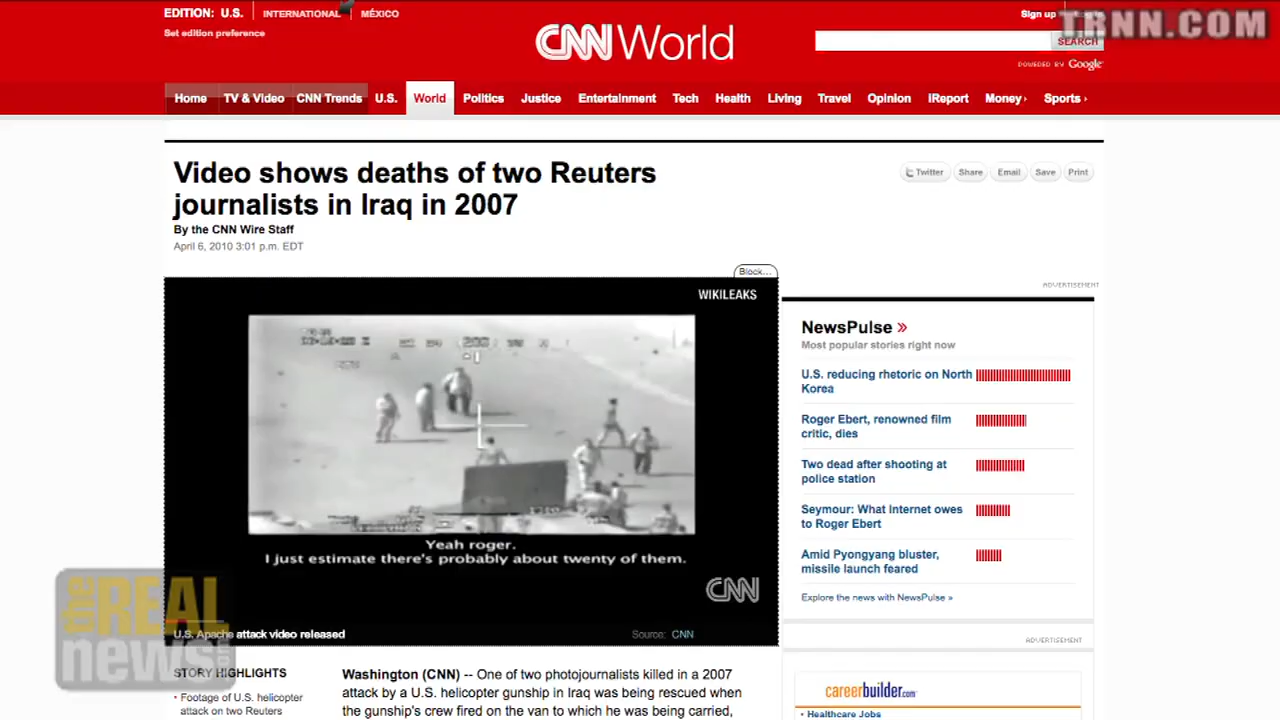 EDITION: U.S. INTERNATIONAL MÉXICO
Set edition preference
CNN World
Sign up
TRNN.COM
SEARCH
POWERED BY Google
Home TV & Video CNN Trends U.S. World Politics Justice Entertainment Tech Health Living Travel Opinion iReport Money › Sports ›
Video shows deaths of two Reuters
journalists in Iraq in 2007
By the CNN Wire Staff
April 6, 2010 3:01 p.m. EDT
Twitter Share Email Save Print
Block...
WIKILEAKS
Yeah roger.
I just estimate there's probably about twenty of them.
CNN
U.S. Apache attack video released
Source: CNN
the REAL
news.com
STORY HIGHLIGHTS
• Footage of U.S. helicopter
attack on two Reuters
Washington (CNN) -- One of two photojournalists killed in a 2007
attack by a U.S. helicopter gunship in Iraq was being rescued when
the gunship's crew fired on the van to which he was being carried,
ADVERTISEMENT
NewsPulse »
Most popular stories right now
U.S. reducing rhetoric on North
Korea
Roger Ebert, renowned film
critic, dies
Two dead after shooting at
police station
Seymour: What Internet owes
to Roger Ebert
Amid Pyongyang bluster,
missile launch feared
Explore the news with NewsPulse »
ADVERTISEMENT
careerbuilder.com
• Healthcare Jobs